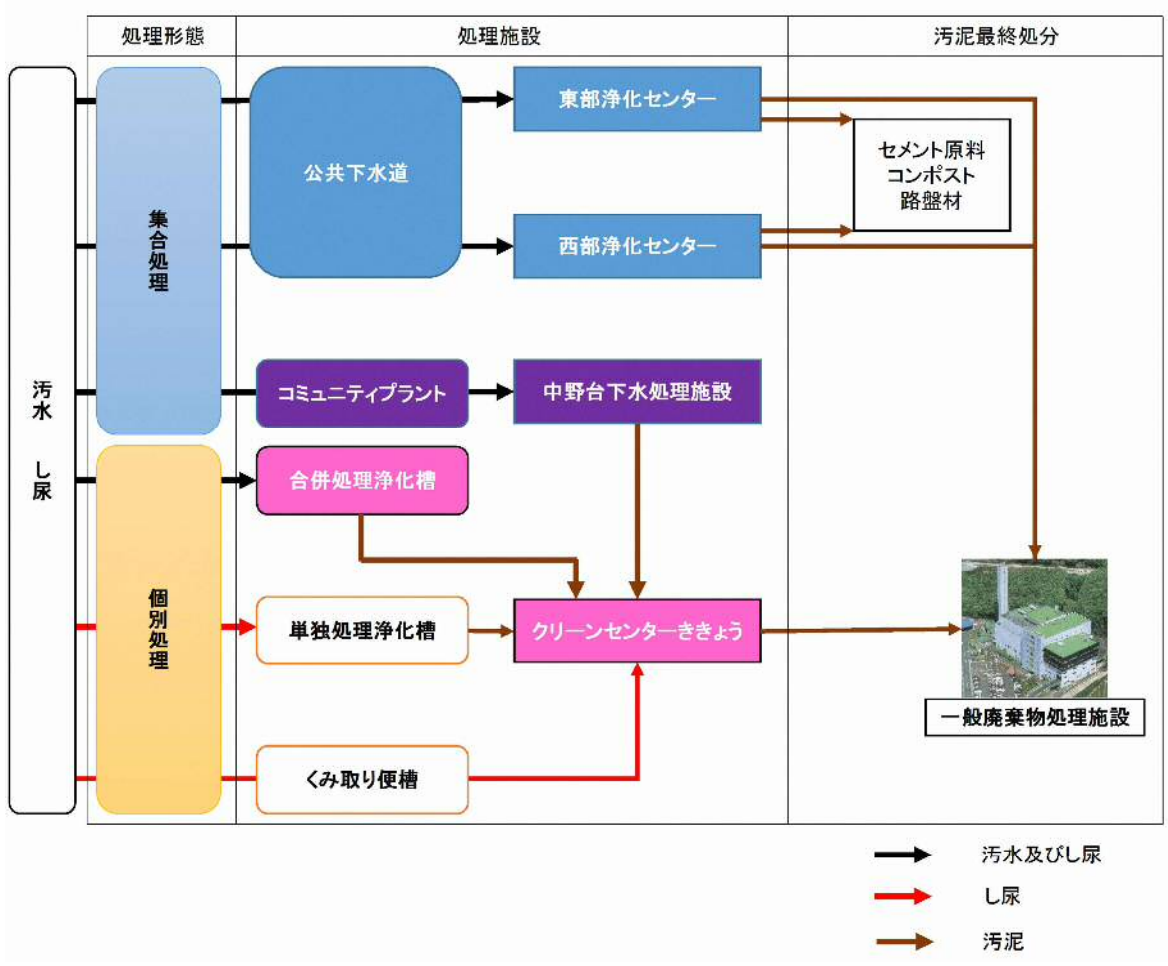 処理形態
処理施設
汚泥最終処分
汚水　し尿
集合処理
公共下水道
東部浄化センター
西部浄化センター
セメント原料
コンポスト
路盤材
コミュニティプラント
中野台下水処理施設
個別処理
合併処理浄化槽
単独処理浄化槽
クリーンセンターききょう
くみ取り便槽
一般廃棄物処理施設
汚水及びし尿
し尿
汚泥